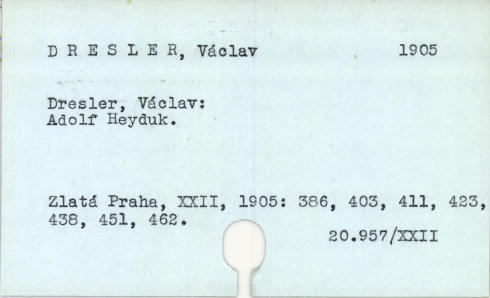 DRESLER, Václav 1905
Dresler, Václav:
Adolf Heyduk.
Zlatá Praha, XXII, 1905: 386, 403, 411, 423,
438, 451, 462.
20.957/XXII